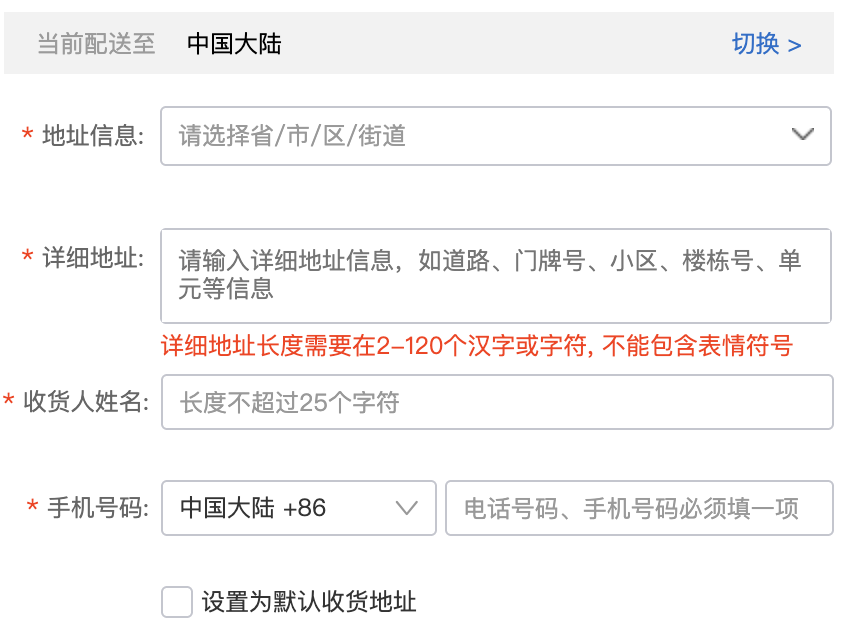 当前配送至 中国大陆 切换 >
* 地址信息: 请选择省/市/区/街道
* 详细地址: 请输入详细地址信息，如道路、门牌号、小区、楼栋号、单
元等信息
详细地址长度需要在2-120个汉字或字符, 不能包含表情符号
* 收货人姓名: 长度不超过25个字符
* 手机号码: 中国大陆 +86 电话号码、手机号码必须填一项
设置为默认收货地址